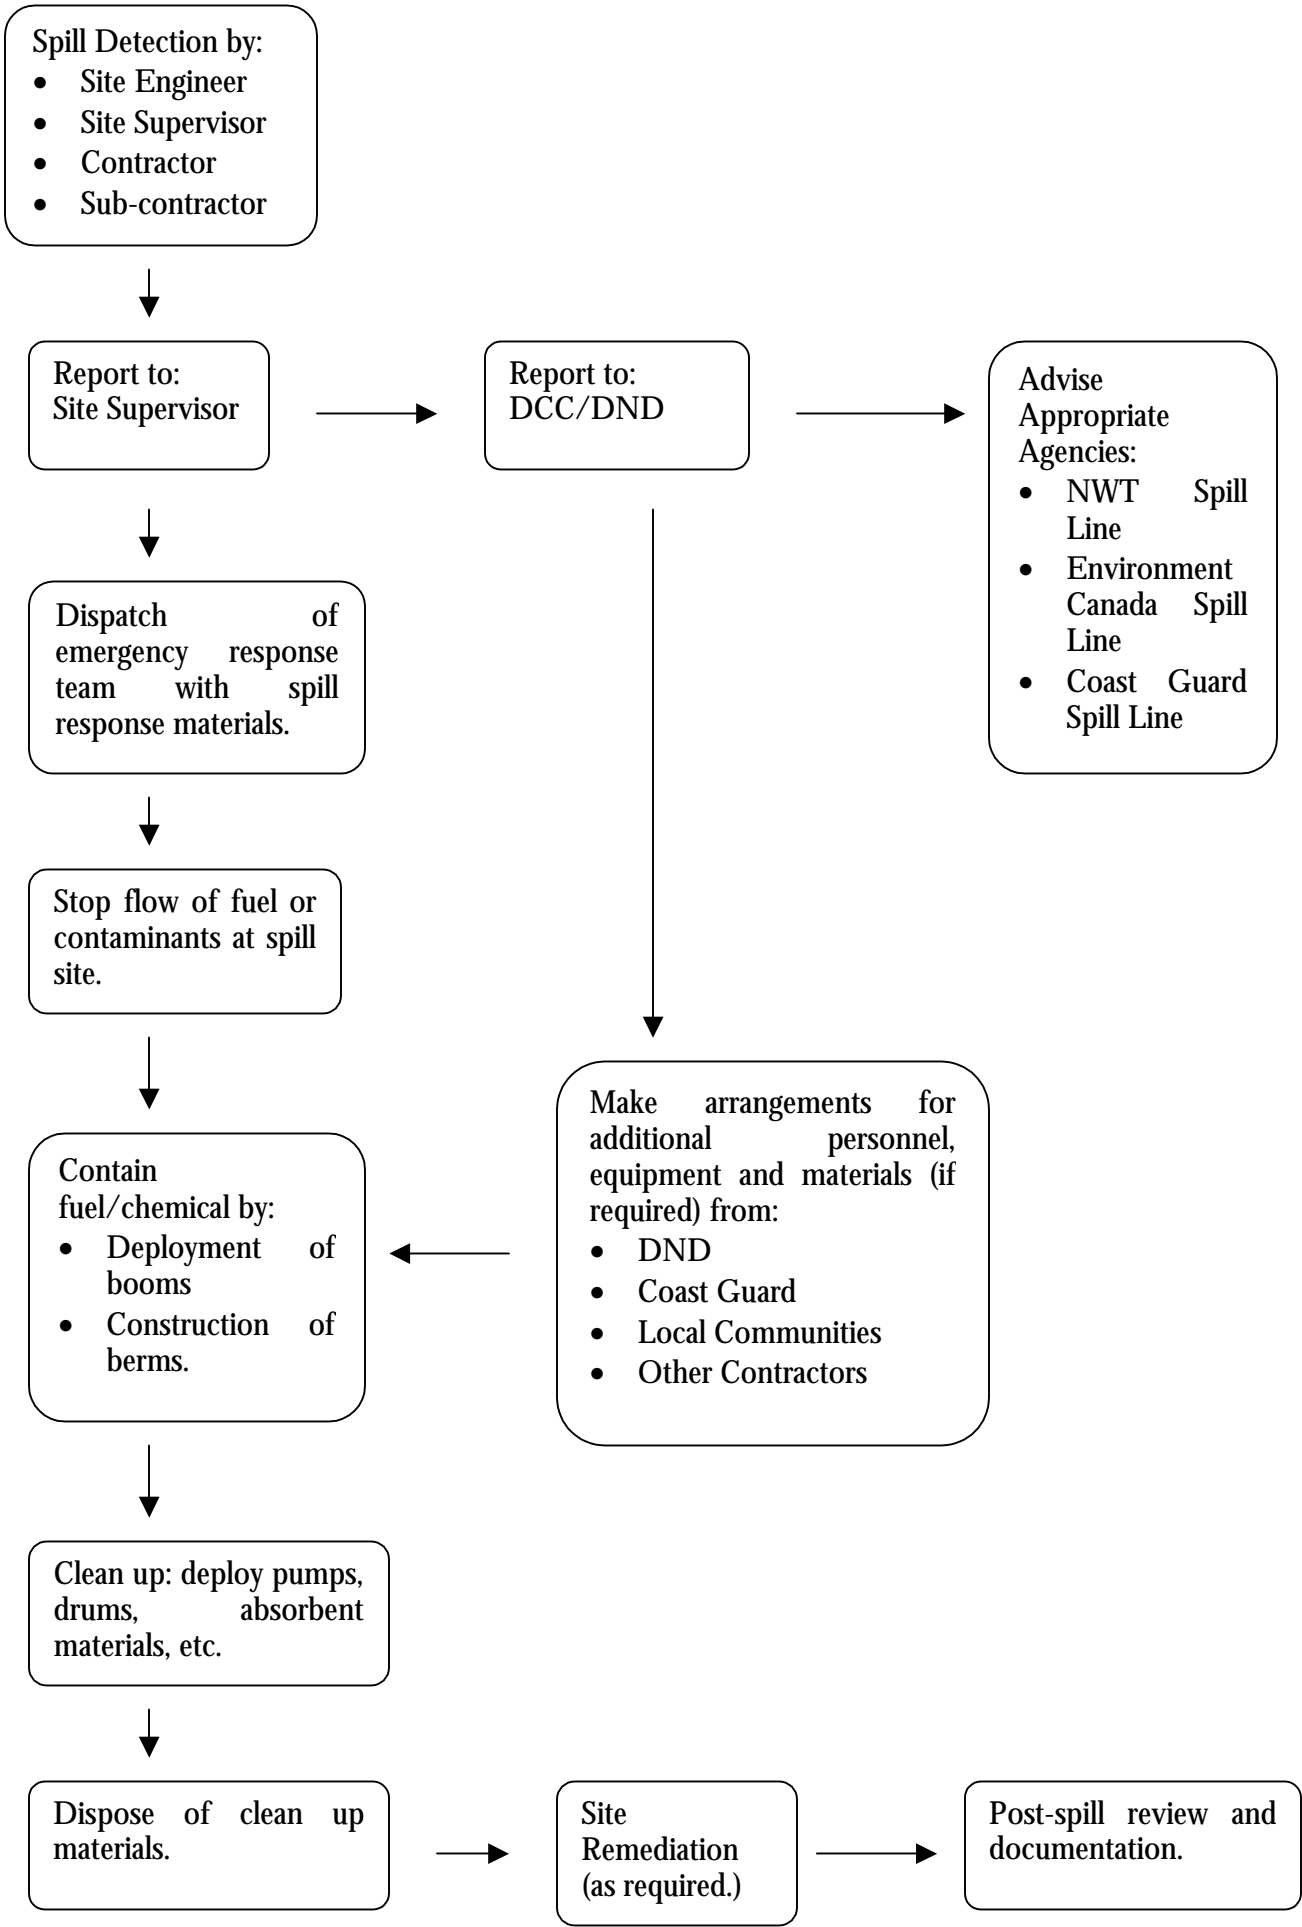 Spill Detection by:
• Site Engineer
• Site Supervisor
• Contractor
• Sub-contractor
Report to:
Site Supervisor
Report to:
DCC/DND
Advise
Appropriate
Agencies:
• NWT Spill
Line
• Environment
Canada Spill
Line
• Coast Guard
Spill Line
Dispatch of
emergency response
team with spill
response materials.
Stop flow of fuel or
contaminants at spill
site.
Make arrangements for
additional personnel,
equipment and materials (if
required) from:
• DND
• Coast Guard
• Local Communities
• Other Contractors
Contain
fuel/chemical by:
• Deployment of
booms
• Construction of
berms.
Clean up: deploy pumps,
drums, absorbent
materials, etc.
Dispose of clean up
materials.
Site
Remediation
(as required.)
Post-spill review and
documentation.